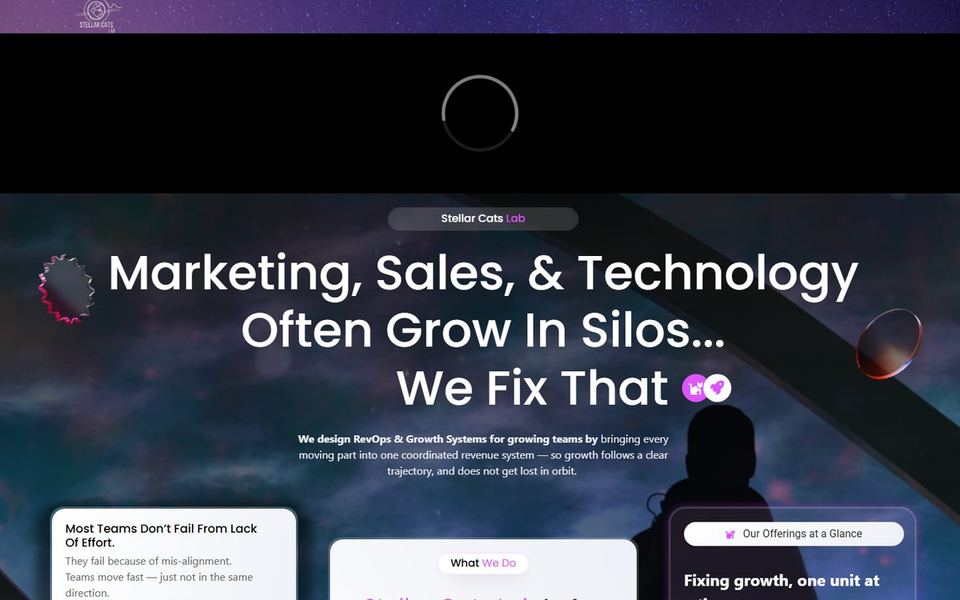 STELLAR CATS
LAB
Stellar Cats Lab
Marketing, Sales, & Technology
Often Grow In Silos...
We Fix That
We design RevOps & Growth Systems for growing teams by bringing every
moving part into one coordinated revenue system — so growth follows a clear
trajectory, and does not get lost in orbit.
Most Teams Don't Fail From Lack
Of Effort.
They fail because of mis-alignment.
Teams move fast — just not in the same
direction.
What We Do
Our Offerings at a Glance
Fixing growth, one unit at